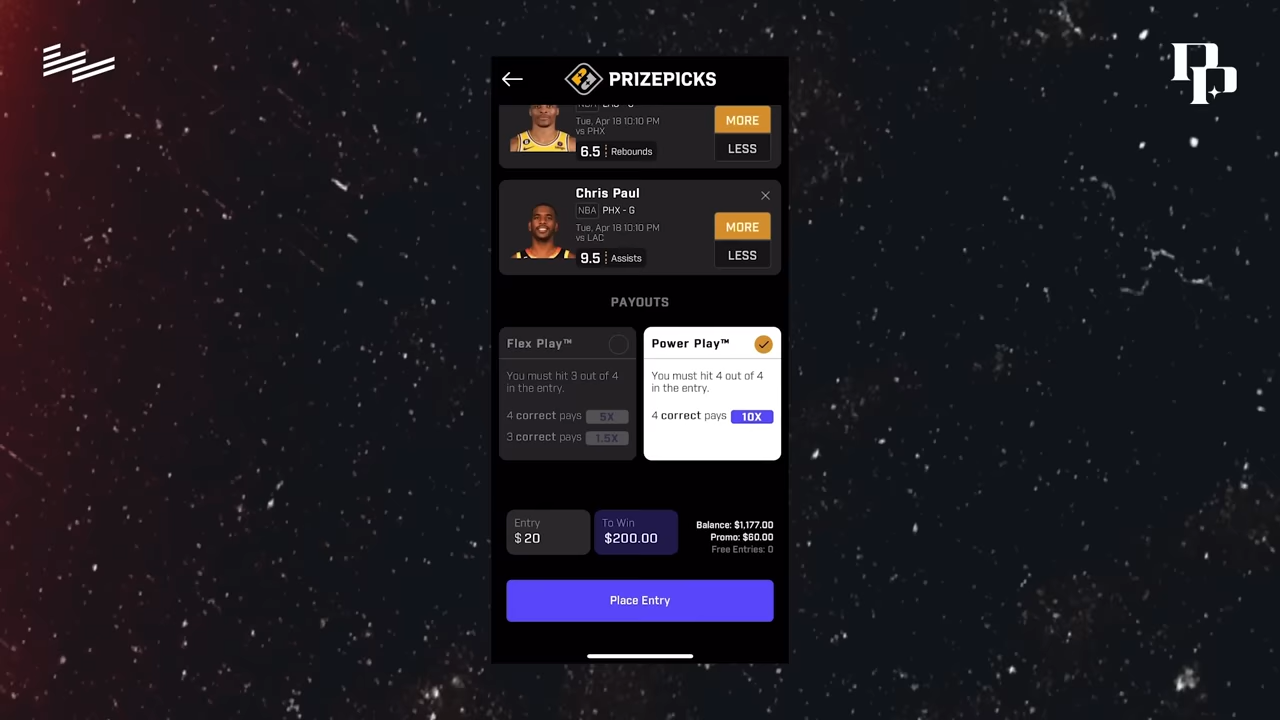 PRIZEPICKS
Tue, Apr 18 10:10 PM
vs PHX
MORE
LESS
6.5 Rebounds
Chris Paul
NBA PHX - G
Tue, Apr 18 10:10 PM
vs LAC
MORE
LESS
9.5 Assists
PAYOUTS
Flex Play™
You must hit 3 out of 4
in the entry.
4 correct pays 5X
3 correct pays 1.5X
Power Play™
You must hit 4 out of 4
in the entry.
4 correct pays 10X
Entry
$ 20
To Win
$200.00
Balance: $1,177.00
Promo: $60.00
Free Entries: 0
Place Entry
PP